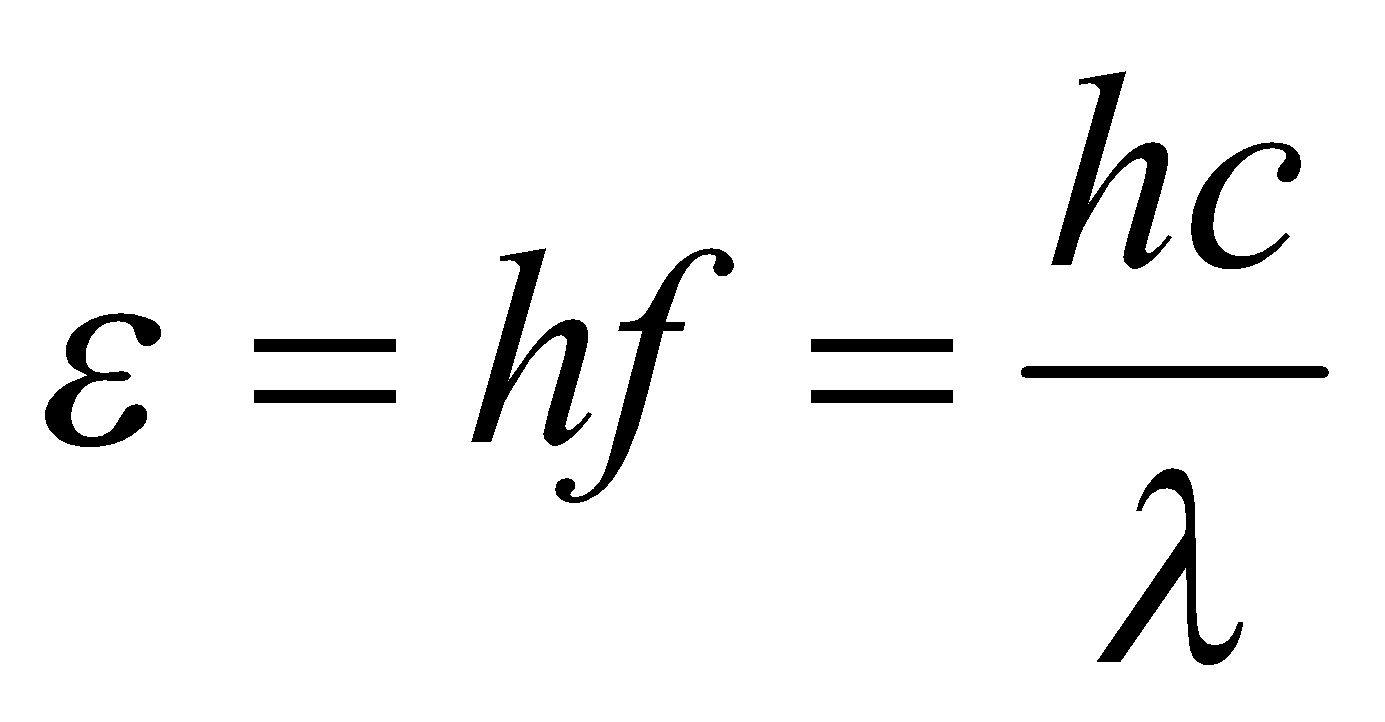 ε = hf = hc/λ